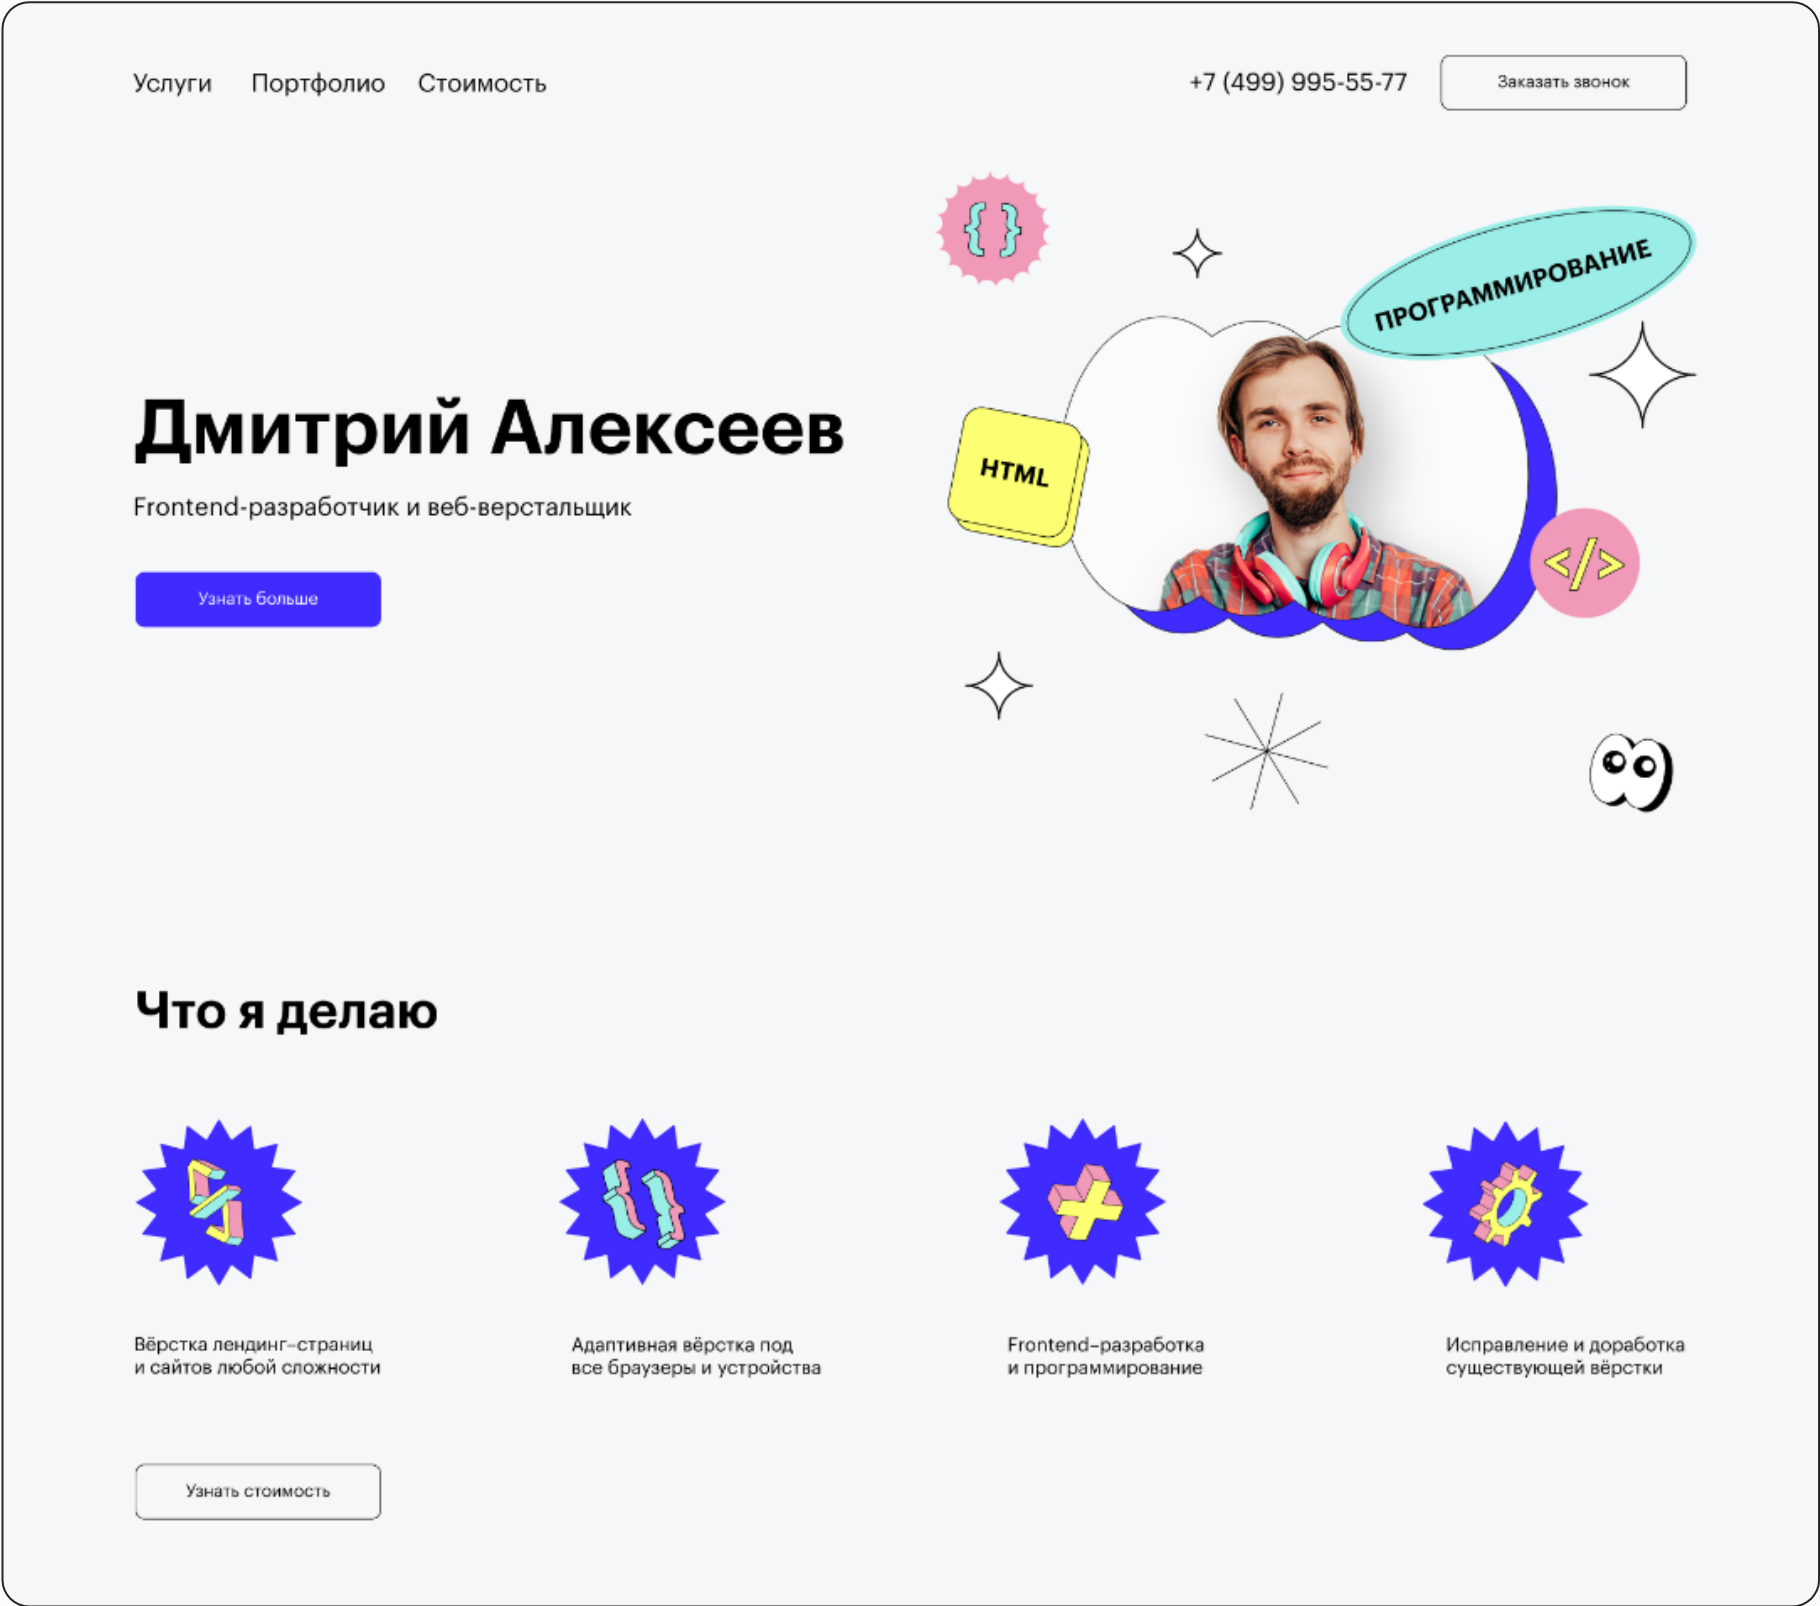 Услуги Портфолио Стоимость +7 (499) 995-55-77 Заказать звонок
{ }
ПРОГРАММИРОВАНИЕ
HTML
Дмитрий Алексеев
Frontend-разработчик и веб-верстальщик
</>
Узнать больше
Что я делаю
Вёрстка лендинг–страниц
и сайтов любой сложности
Адаптивная вёрстка под
все браузеры и устройства
Frontend–разработка
и программирование
Исправление и доработка
существующей вёрстки
Узнать стоимость